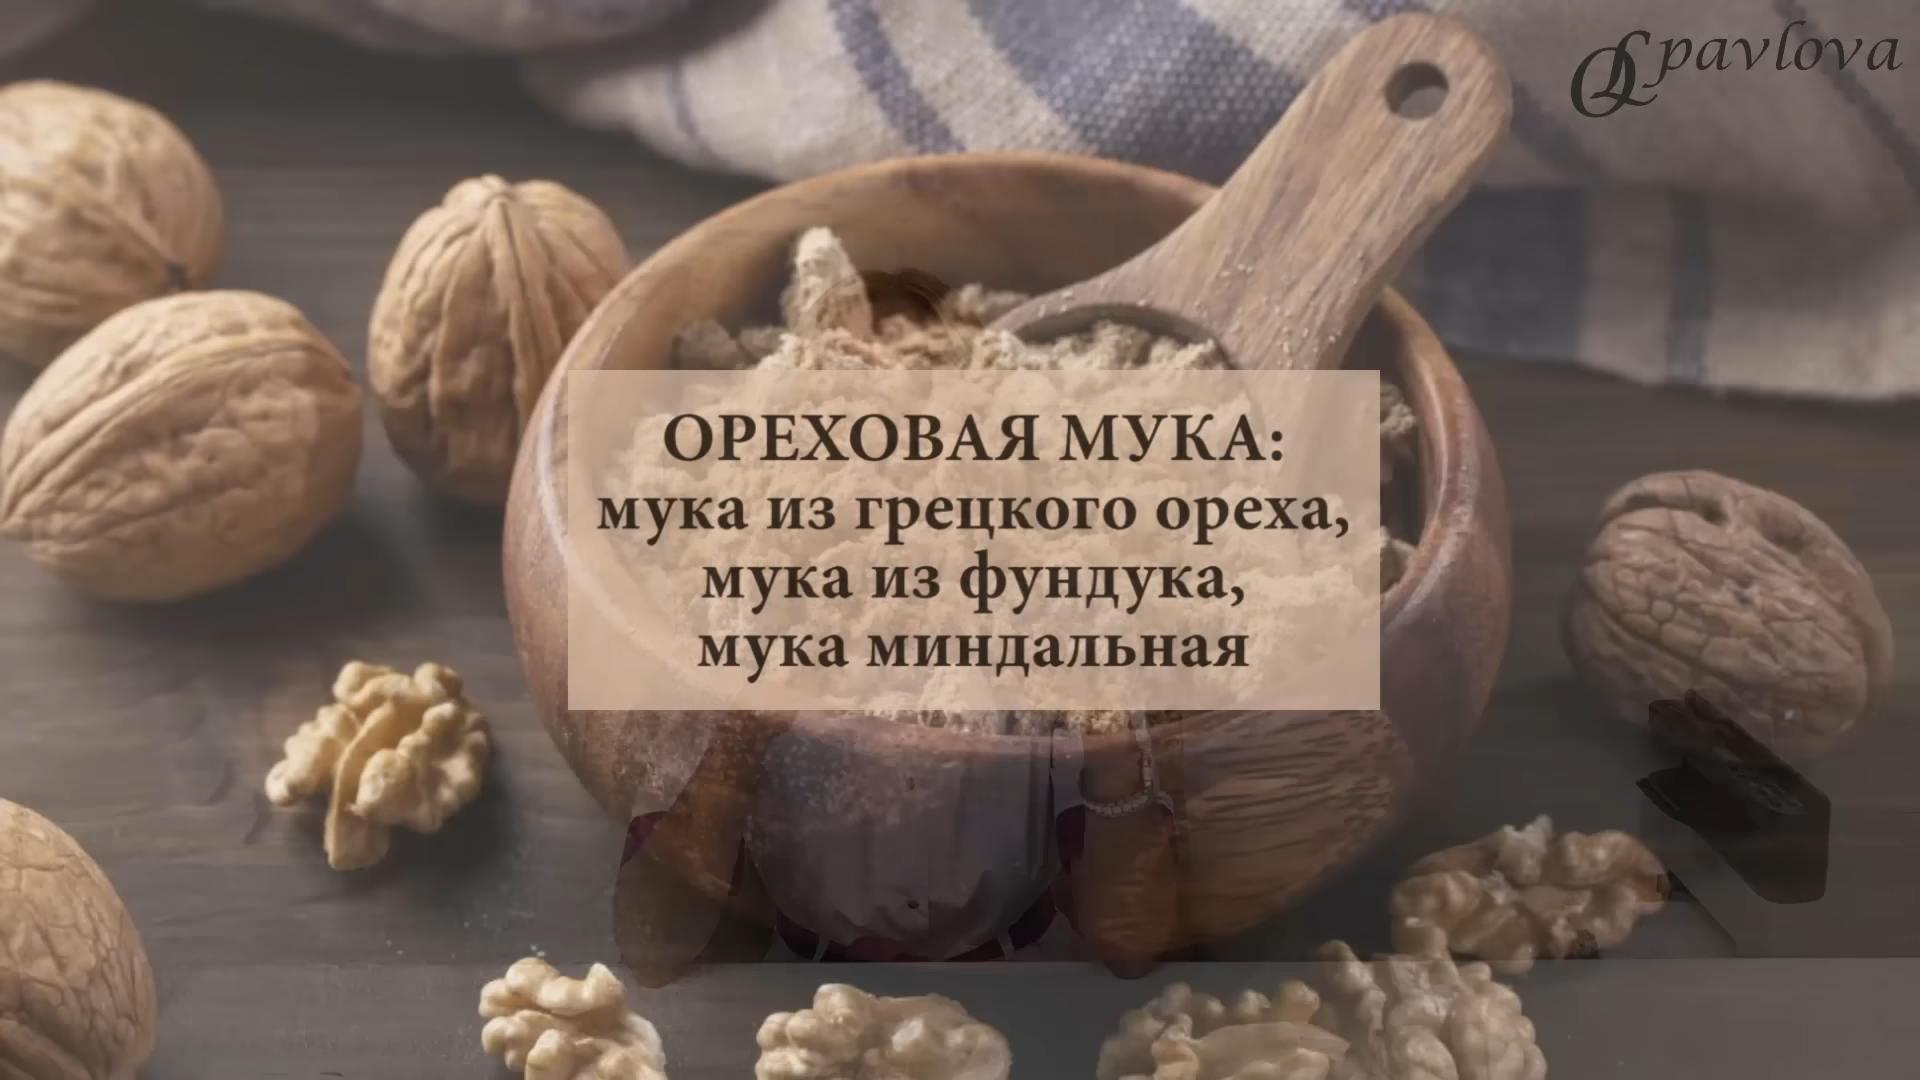 pavlova
ОРЕХОВАЯ МУКА:
мука из грецкого ореха,
мука из фундука,
мука миндальная